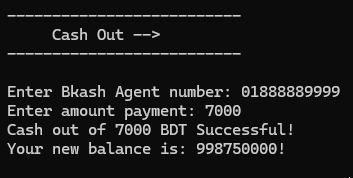 --------------------------
Cash Out -->
--------------------------
Enter Bkash Agent number: 01888889999
Enter amount payment: 7000
Cash out of 7000 BDT Successful!
Your new balance is: 998750000!